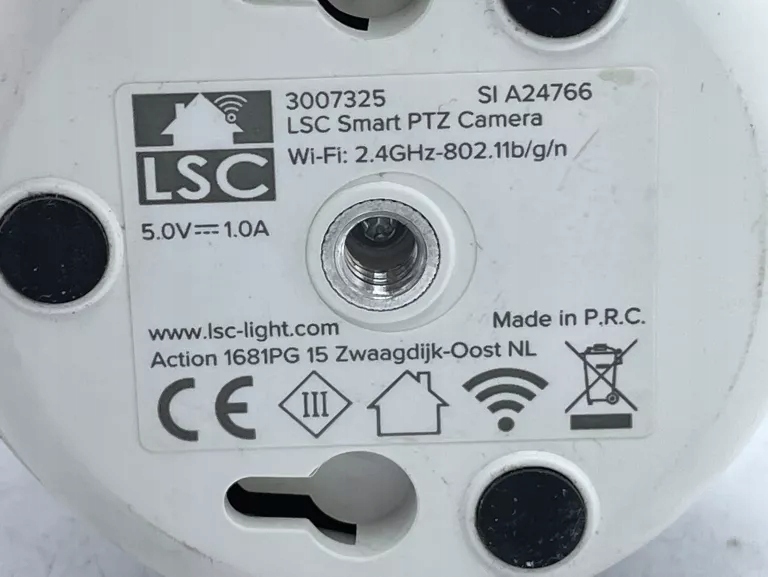 3007325 SI A24766
LSC Smart PTZ Camera
Wi-Fi: 2.4GHz-802.11b/g/n
LSC
5.0V⎓1.0A
www.lsc-light.com Made in P.R.C.
Action 1681PG 15 Zwaagdijk-Oost NL
CE III